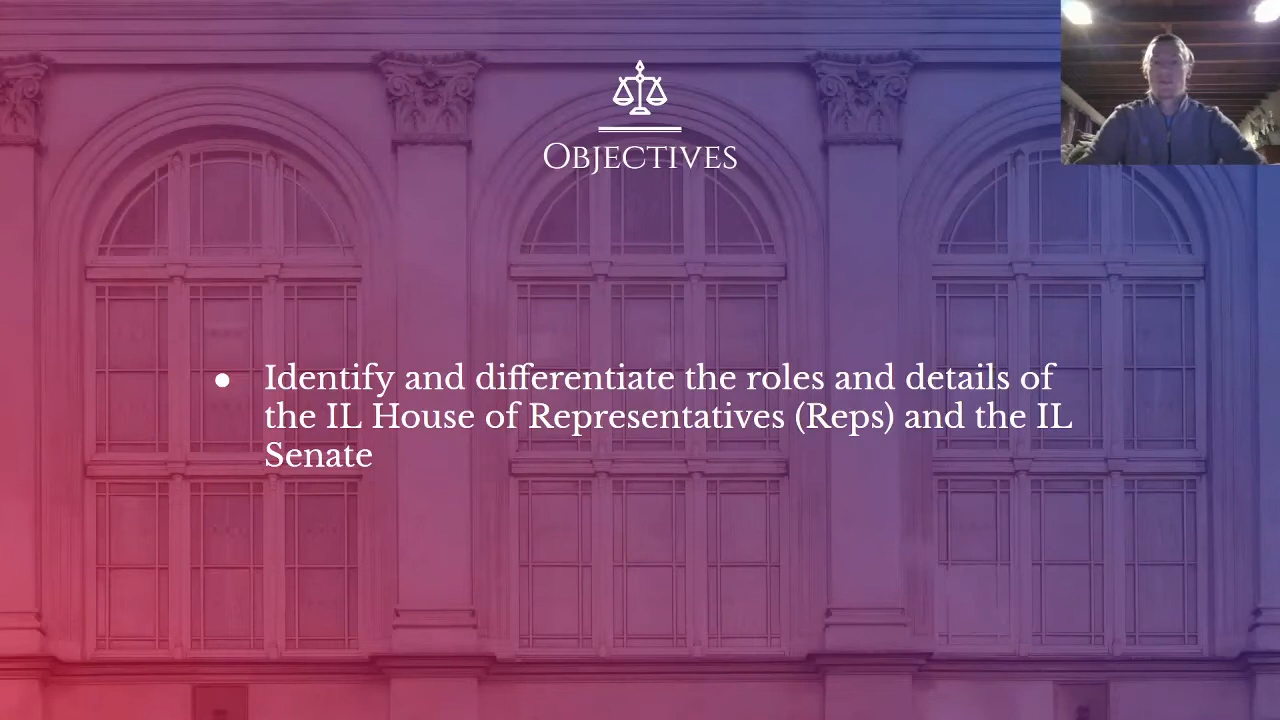 Objectives
● Identify and differentiate the roles and details of
the IL House of Representatives (Reps) and the IL
Senate